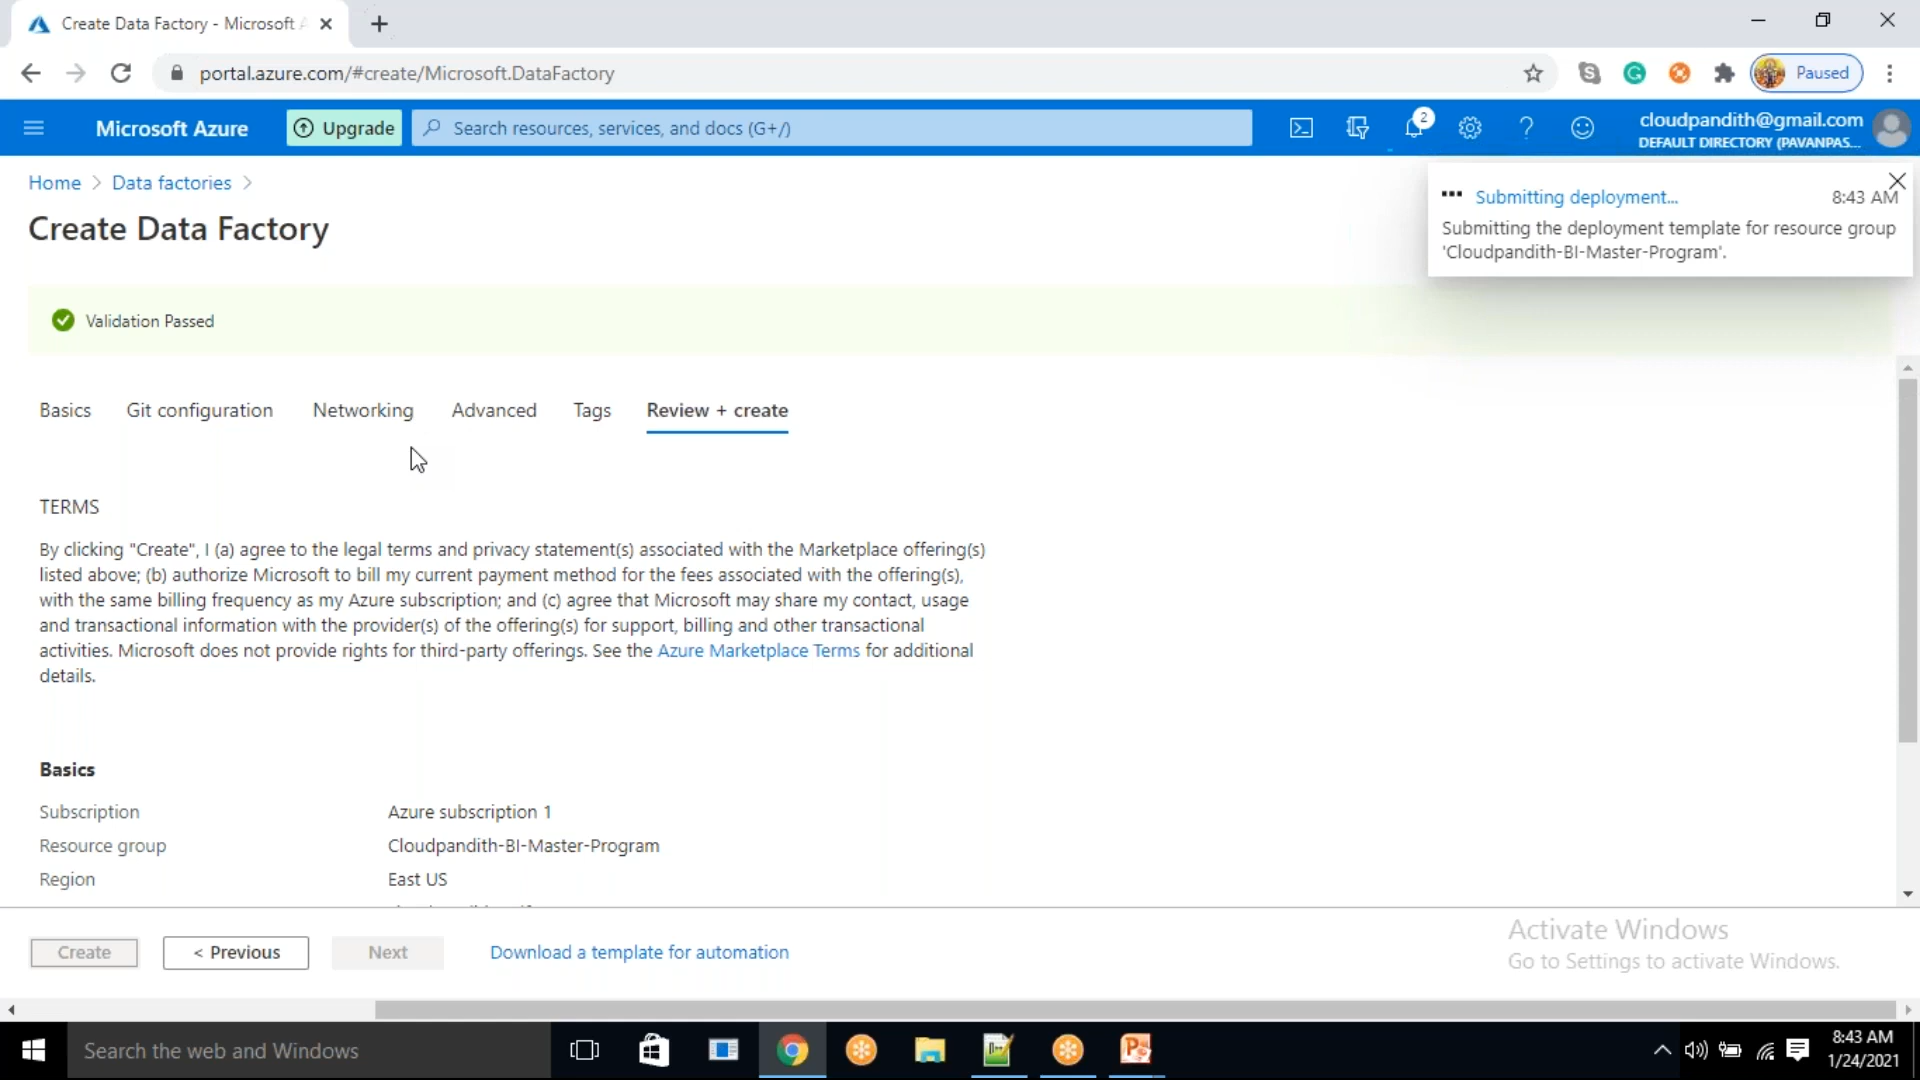 Create Data Factory - Microsoft A
portal.azure.com/#create/Microsoft.DataFactory
Paused
Microsoft Azure
Upgrade
Search resources, services, and docs (G+/)
2
cloudpandith@gmail.com
DEFAULT DIRECTORY (PAVANPAS...
Home > Data factories >
Create Data Factory
Submitting deployment...
8:43 AM
Submitting the deployment template for resource group
'Cloudpandith-BI-Master-Program'.
Validation Passed
Basics
Git configuration
Networking
Advanced
Tags
Review + create
TERMS
By clicking "Create", I (a) agree to the legal terms and privacy statement(s) associated with the Marketplace offering(s)
listed above; (b) authorize Microsoft to bill my current payment method for the fees associated with the offering(s),
with the same billing frequency as my Azure subscription; and (c) agree that Microsoft may share my contact, usage
and transactional information with the provider(s) of the offering(s) for support, billing and other transactional
activities. Microsoft does not provide rights for third-party offerings. See the Azure Marketplace Terms for additional
details.
Basics
Subscription Azure subscription 1
Resource group Cloudpandith-BI-Master-Program
Region East US
Create
< Previous
Next
Download a template for automation
Activate Windows
Go to Settings to activate Windows.
Search the web and Windows
8:43 AM
1/24/2021